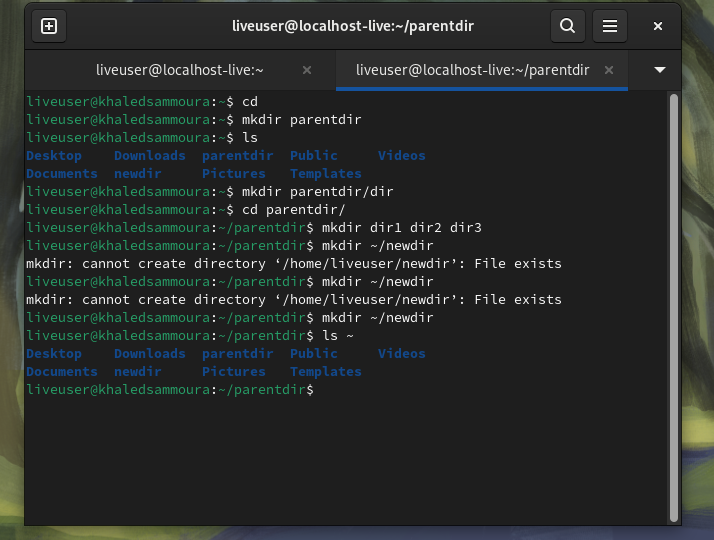 liveuser@localhost-live:~/parentdir
liveuser@localhost-live:~
liveuser@localhost-live:~/parentdir
liveuser@khaledsammoura:~$ cd
liveuser@khaledsammoura:~$ mkdir parentdir
liveuser@khaledsammoura:~$ ls
Desktop    Downloads  parentdir  Public     Videos
Documents  newdir     Pictures   Templates
liveuser@khaledsammoura:~$ mkdir parentdir/dir
liveuser@khaledsammoura:~$ cd parentdir/
liveuser@khaledsammoura:~/parentdir$ mkdir dir1 dir2 dir3
liveuser@khaledsammoura:~/parentdir$ mkdir ~/newdir
mkdir: cannot create directory ‘/home/liveuser/newdir’: File exists
liveuser@khaledsammoura:~/parentdir$ mkdir ~/newdir
mkdir: cannot create directory ‘/home/liveuser/newdir’: File exists
liveuser@khaledsammoura:~/parentdir$ mkdir ~/newdir
liveuser@khaledsammoura:~/parentdir$ ls ~
Desktop    Downloads  parentdir  Public     Videos
Documents  newdir     Pictures   Templates
liveuser@khaledsammoura:~/parentdir$